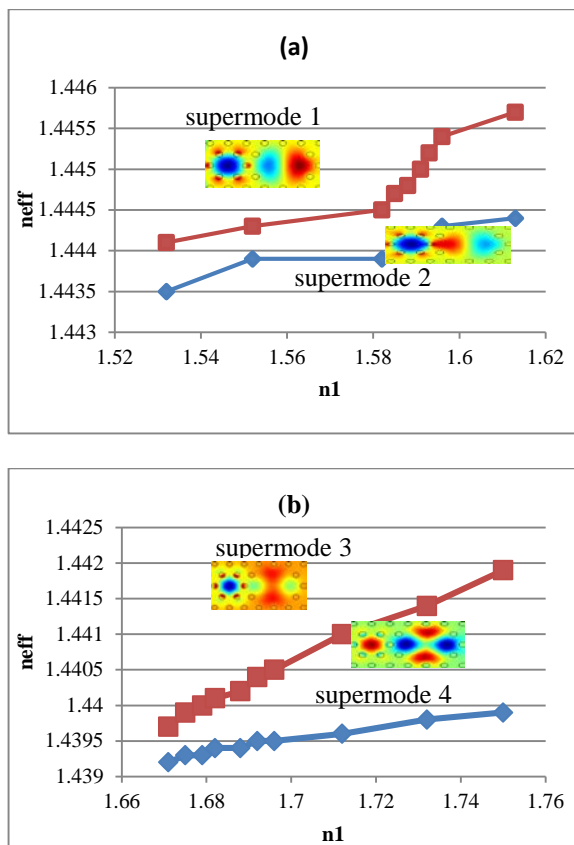 (a)
1.446
1.4455
1.445
1.4445
1.444
1.4435
1.443
neff
supermode 1
supermode 2
1.52 1.54 1.56 1.58 1.6 1.62
n1
(b)
1.4425
1.442
1.4415
1.441
1.4405
1.44
1.4395
1.439
neff
supermode 3
supermode 4
1.66 1.68 1.7 1.72 1.74 1.76
n1